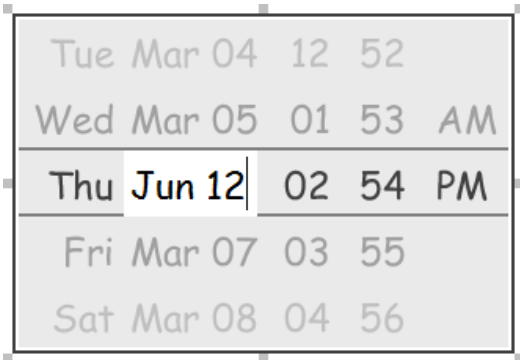 Tue Mar 04 12 52
Wed Mar 05 01 53 AM
Thu Jun 12 02 54 PM
Fri Mar 07 03 55
Sat Mar 08 04 56